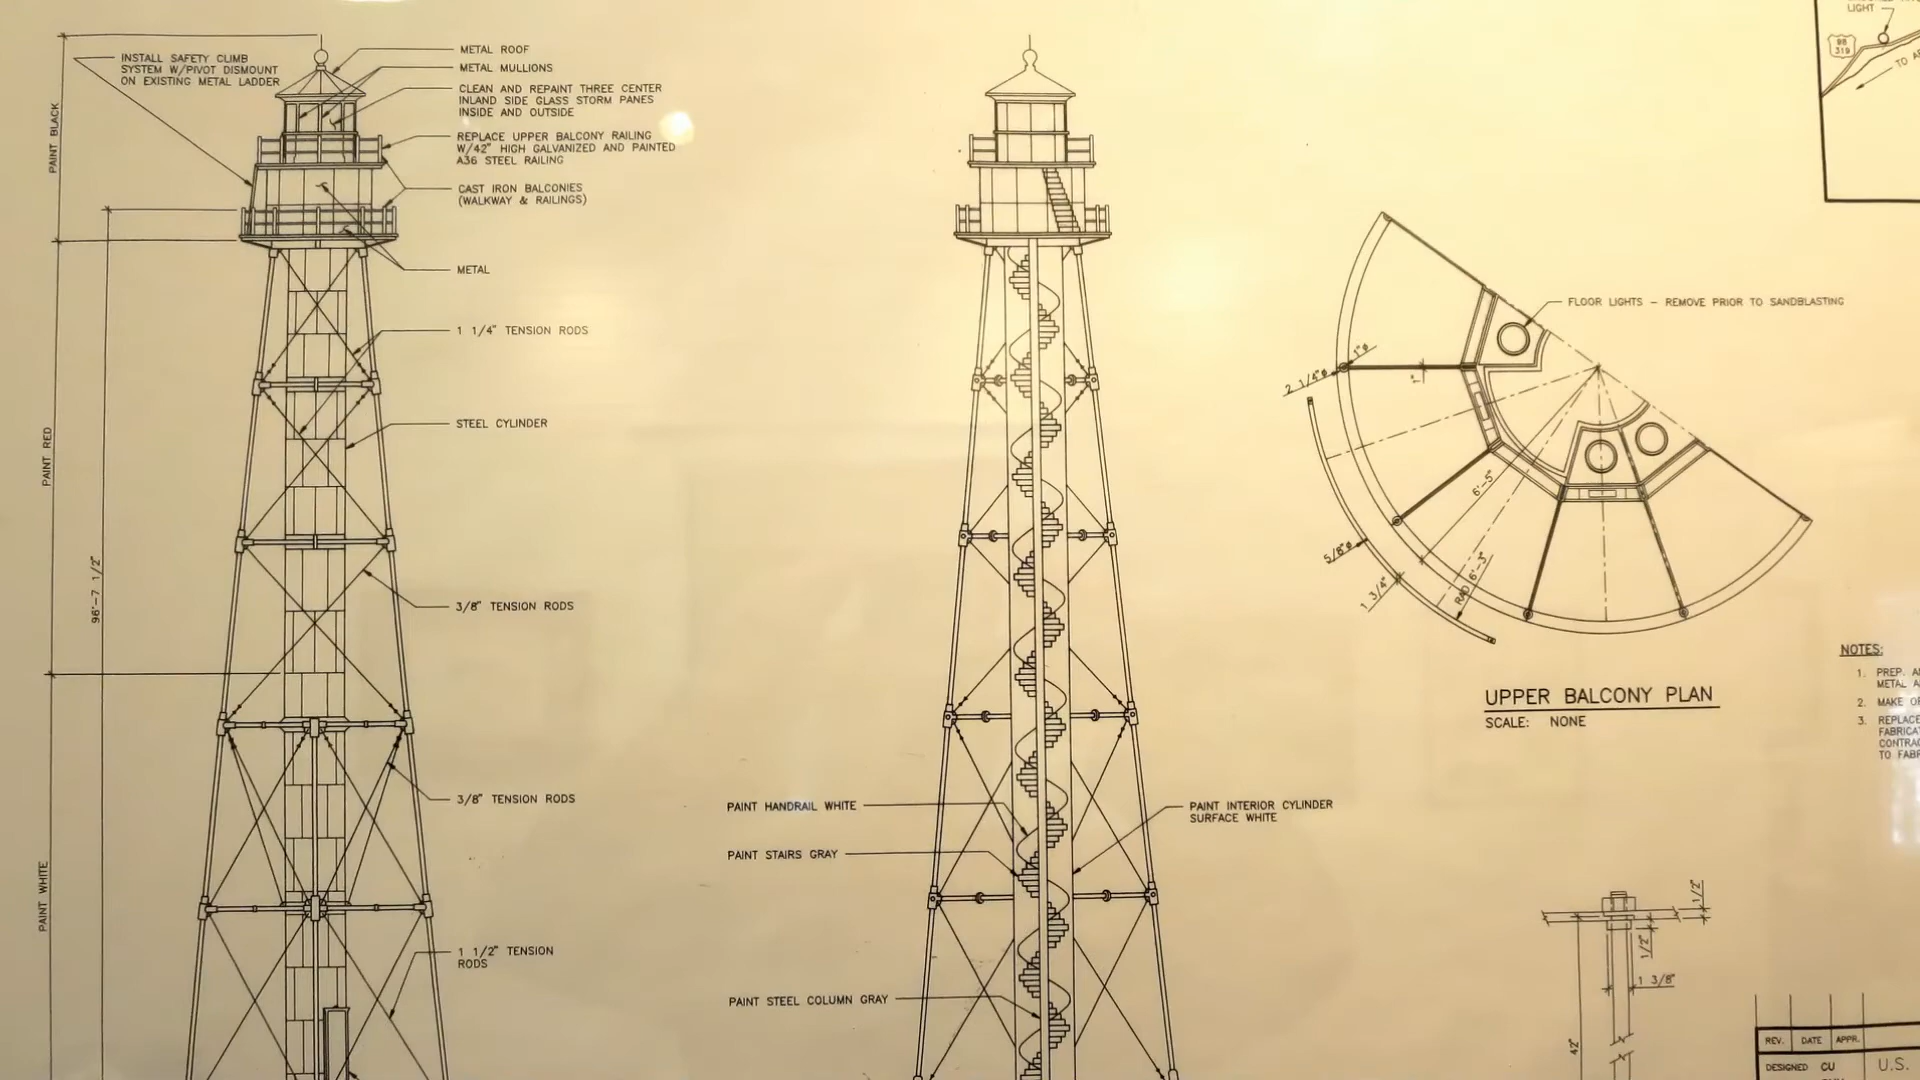 INSTALL SAFETY CLIMB
SYSTEM W/PIVOT DISMOUNT
ON EXISTING METAL LADDER
PAINT BLACK
PAINT RED
PAINT WHITE
96'-7 1/2"
METAL ROOF
METAL MULLIONS
CLEAN AND REPAINT THREE CENTER
INLAND SIDE GLASS STORM PANES
INSIDE AND OUTSIDE
REPLACE UPPER BALCONY RAILING
W/42" HIGH GALVANIZED AND PAINTED
A36 STEEL RAILING
CAST IRON BALCONIES
(WALKWAY & RAILINGS)
METAL
1 1/4" TENSION RODS
STEEL CYLINDER
3/8" TENSION RODS
3/8" TENSION RODS
1 1/2" TENSION
RODS
PAINT HANDRAIL WHITE
PAINT STAIRS GRAY
PAINT STEEL COLUMN GRAY
PAINT INTERIOR CYLINDER
SURFACE WHITE
LIGHT
98
319
TO
FLOOR LIGHTS - REMOVE PRIOR TO SANDBLASTING
1"ø
2 1/4"ø
1"
6'-5"
5/8"ø
1 3/4"
RAD 6'-3"
UPPER BALCONY PLAN
SCALE: NONE
NOTES:
1. PREP.
METAL
2. MAKE
3. REPLACE
TO
1/2"
1/2"
1 3/8"
42"
REV. DATE APPR.
DESIGNED CU
U.S.